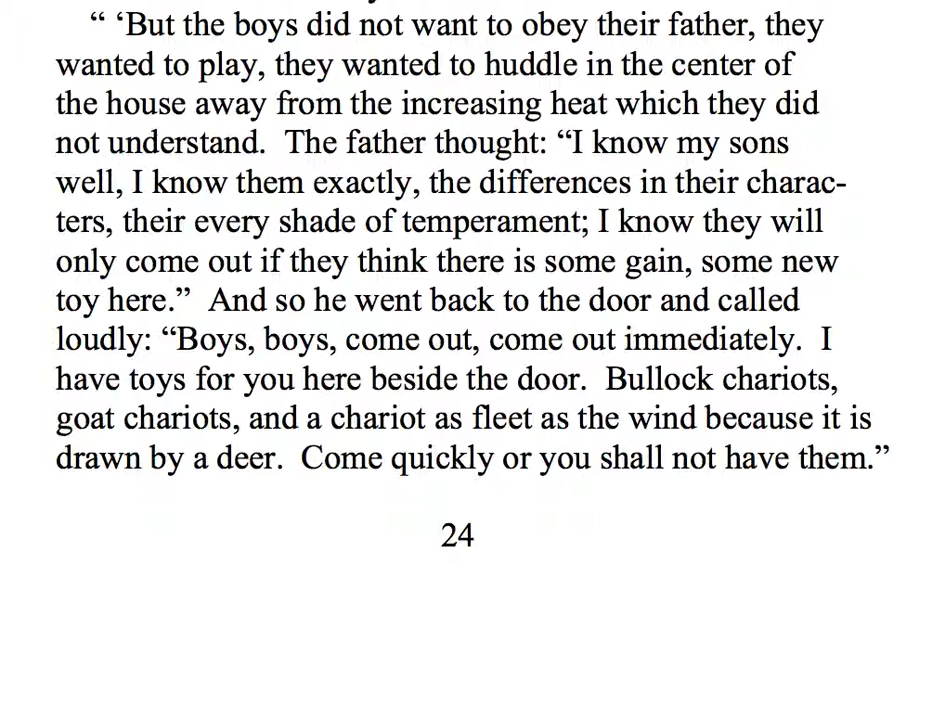 “ ‘But the boys did not want to obey their father, they
wanted to play, they wanted to huddle in the center of
the house away from the increasing heat which they did
not understand.  The father thought: “I know my sons
well, I know them exactly, the differences in their charac-
ters, their every shade of temperament; I know they will
only come out if they think there is some gain, some new
toy here.”  And so he went back to the door and called
loudly: “Boys, boys, come out, come out immediately.  I
have toys for you here beside the door.  Bullock chariots,
goat chariots, and a chariot as fleet as the wind because it is
drawn by a deer.  Come quickly or you shall not have them.”
24